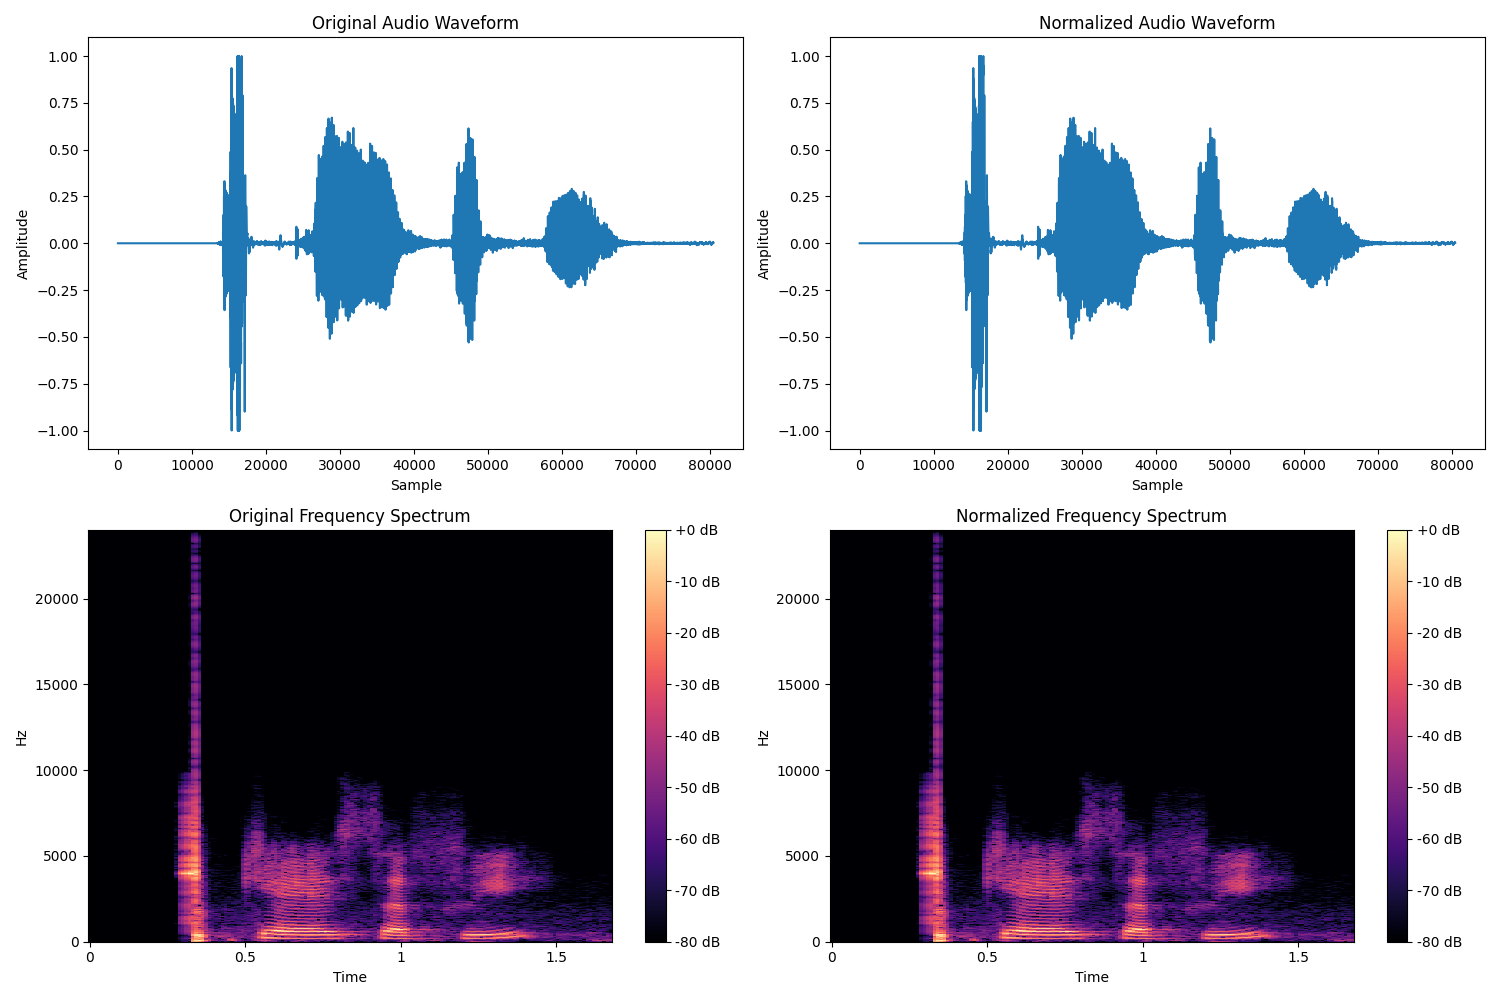 Original Audio Waveform
1.00
0.75
0.50
0.25
0.00
−0.25
−0.50
−0.75
−1.00
Amplitude
0 10000 20000 30000 40000 50000 60000 70000 80000
Sample
Normalized Audio Waveform
1.00
0.75
0.50
0.25
0.00
−0.25
−0.50
−0.75
−1.00
Amplitude
0 10000 20000 30000 40000 50000 60000 70000 80000
Sample
Original Frequency Spectrum
20000
15000
10000
5000
0
Hz
0 0.5 1 1.5
Time
+0 dB
-10 dB
-20 dB
-30 dB
-40 dB
-50 dB
-60 dB
-70 dB
-80 dB
Normalized Frequency Spectrum
20000
15000
10000
5000
0
Hz
0 0.5 1 1.5
Time
+0 dB
-10 dB
-20 dB
-30 dB
-40 dB
-50 dB
-60 dB
-70 dB
-80 dB